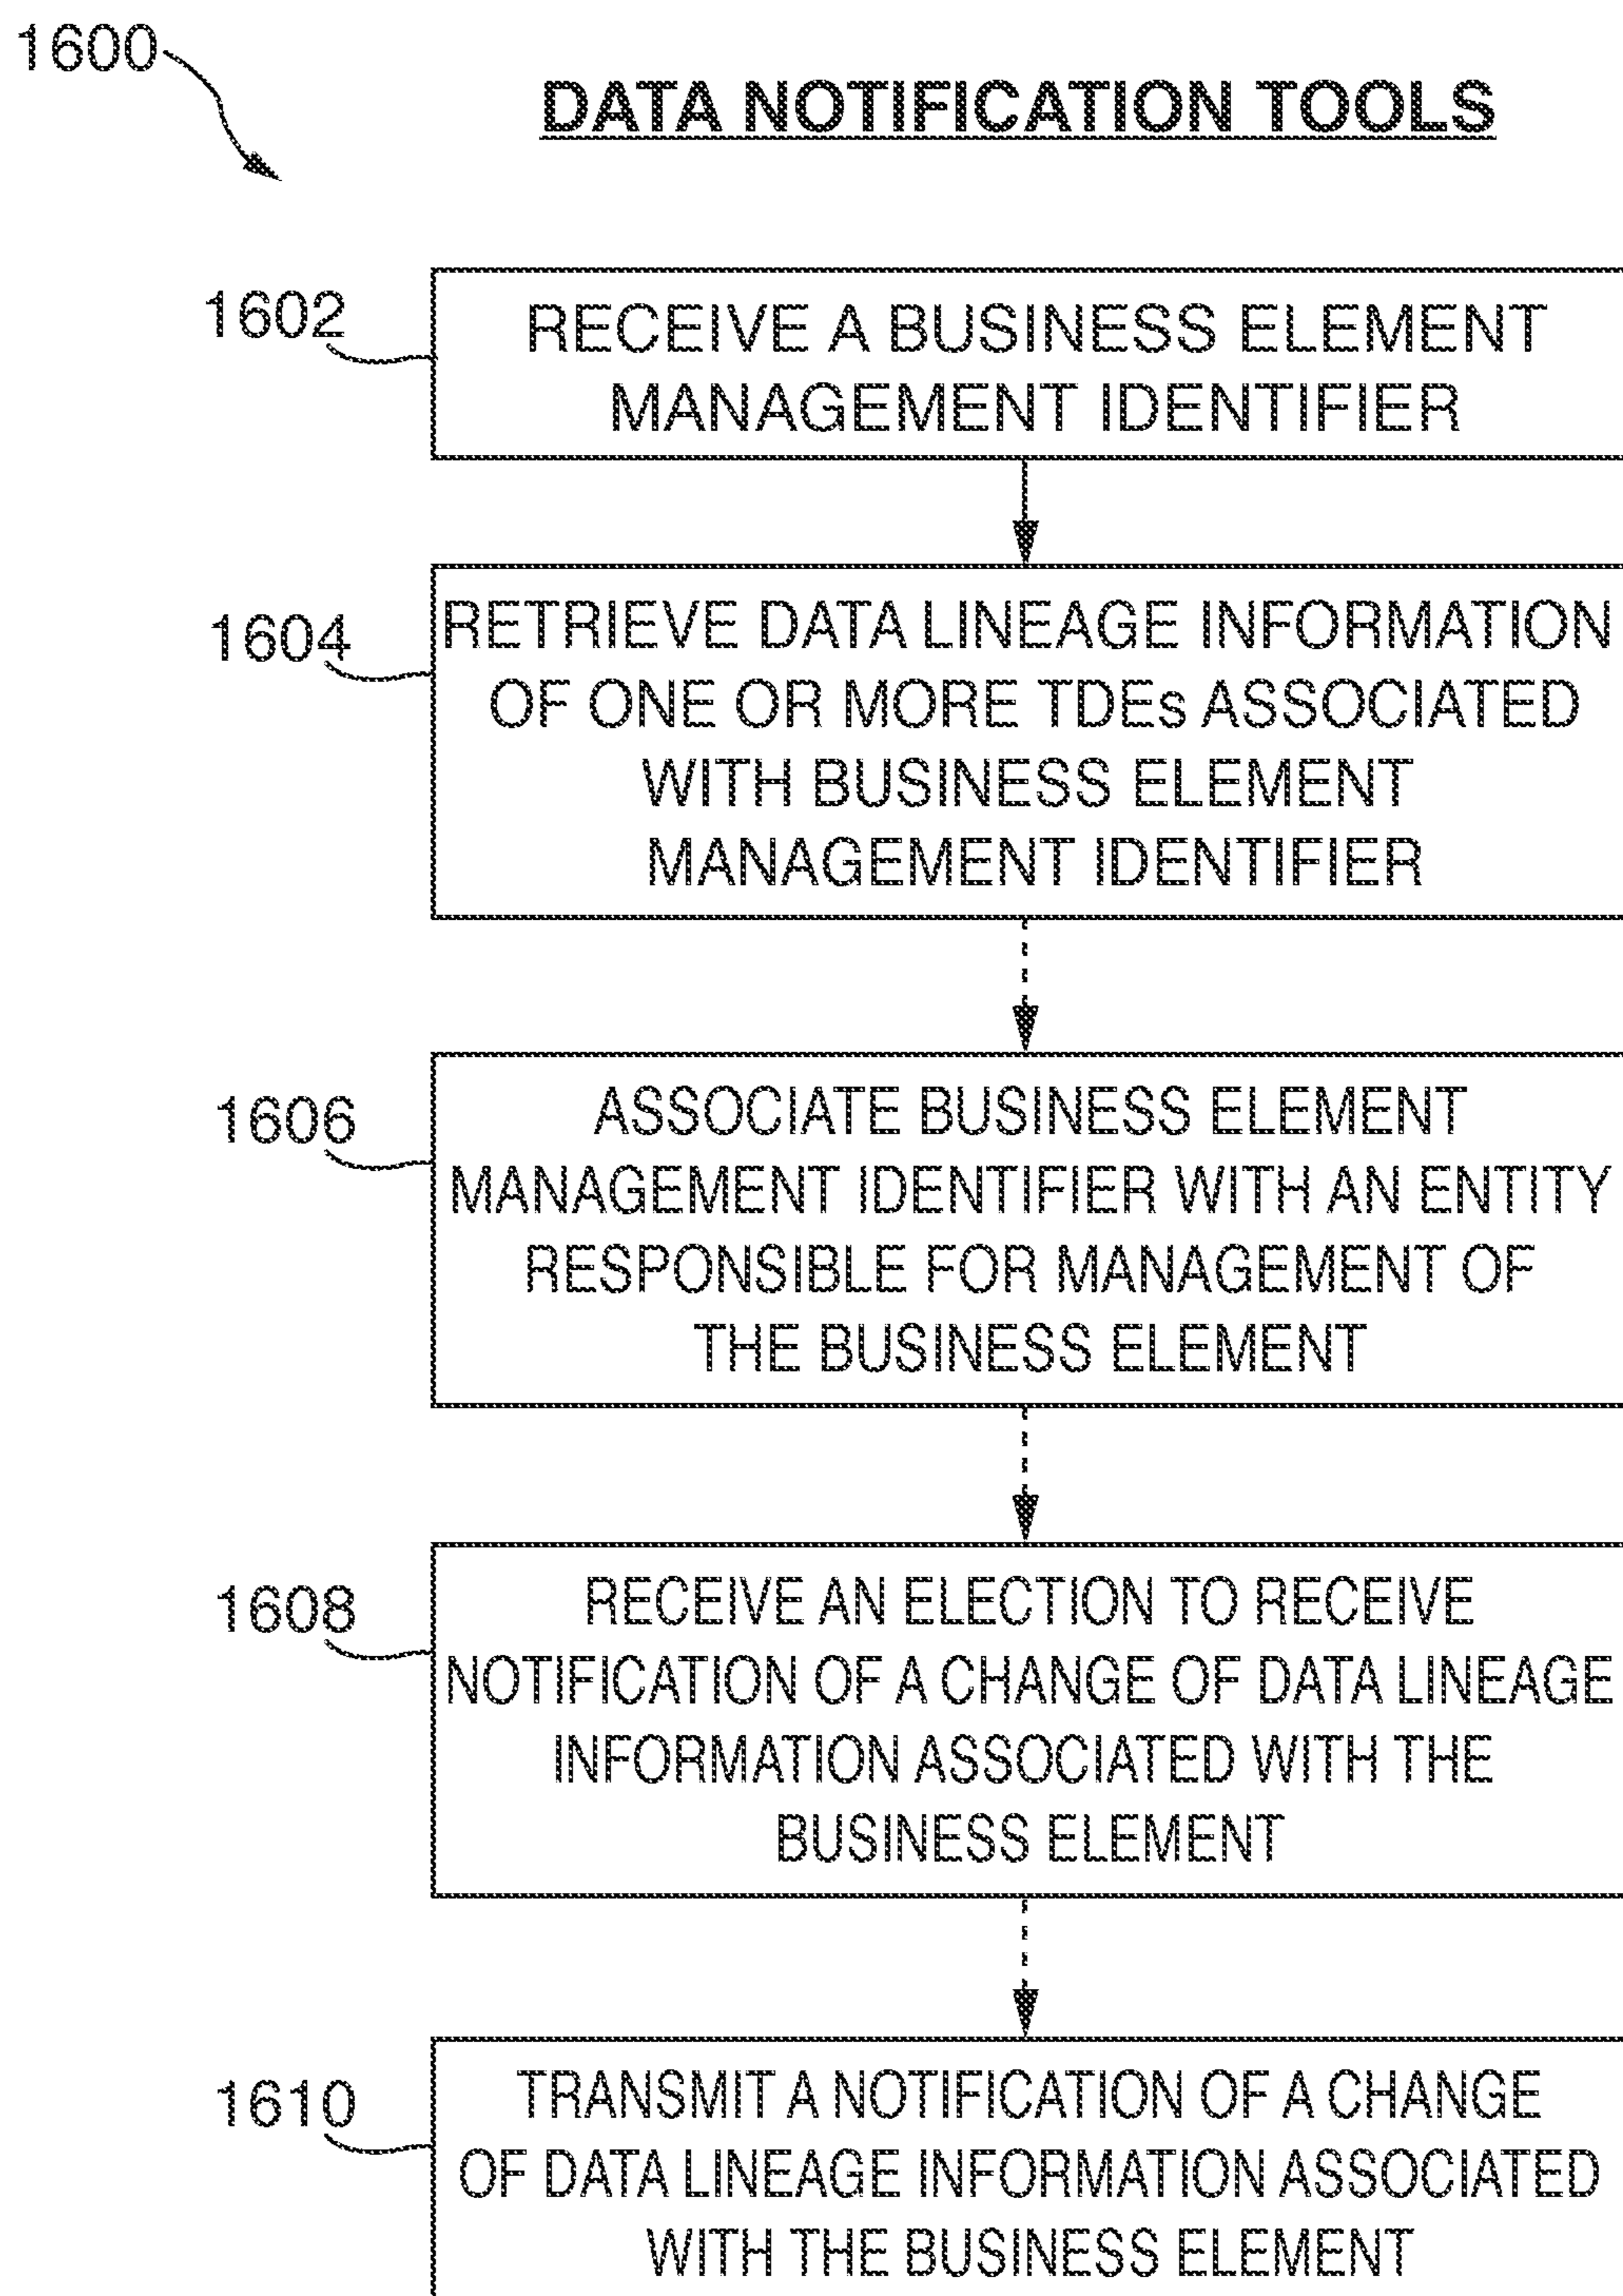 1600
DATA NOTIFICATION TOOLS
1602
RECEIVE A BUSINESS ELEMENT
MANAGEMENT IDENTIFIER
1604
RETRIEVE DATA LINEAGE INFORMATION
OF ONE OR MORE TDEs ASSOCIATED
WITH BUSINESS ELEMENT
MANAGEMENT IDENTIFIER
1606
ASSOCIATE BUSINESS ELEMENT
MANAGEMENT IDENTIFIER WITH AN ENTITY
RESPONSIBLE FOR MANAGEMENT OF
THE BUSINESS ELEMENT
1608
RECEIVE AN ELECTION TO RECEIVE
NOTIFICATION OF A CHANGE OF DATA LINEAGE
INFORMATION ASSOCIATED WITH THE
BUSINESS ELEMENT
1610
TRANSMIT A NOTIFICATION OF A CHANGE
OF DATA LINEAGE INFORMATION ASSOCIATED
WITH THE BUSINESS ELEMENT